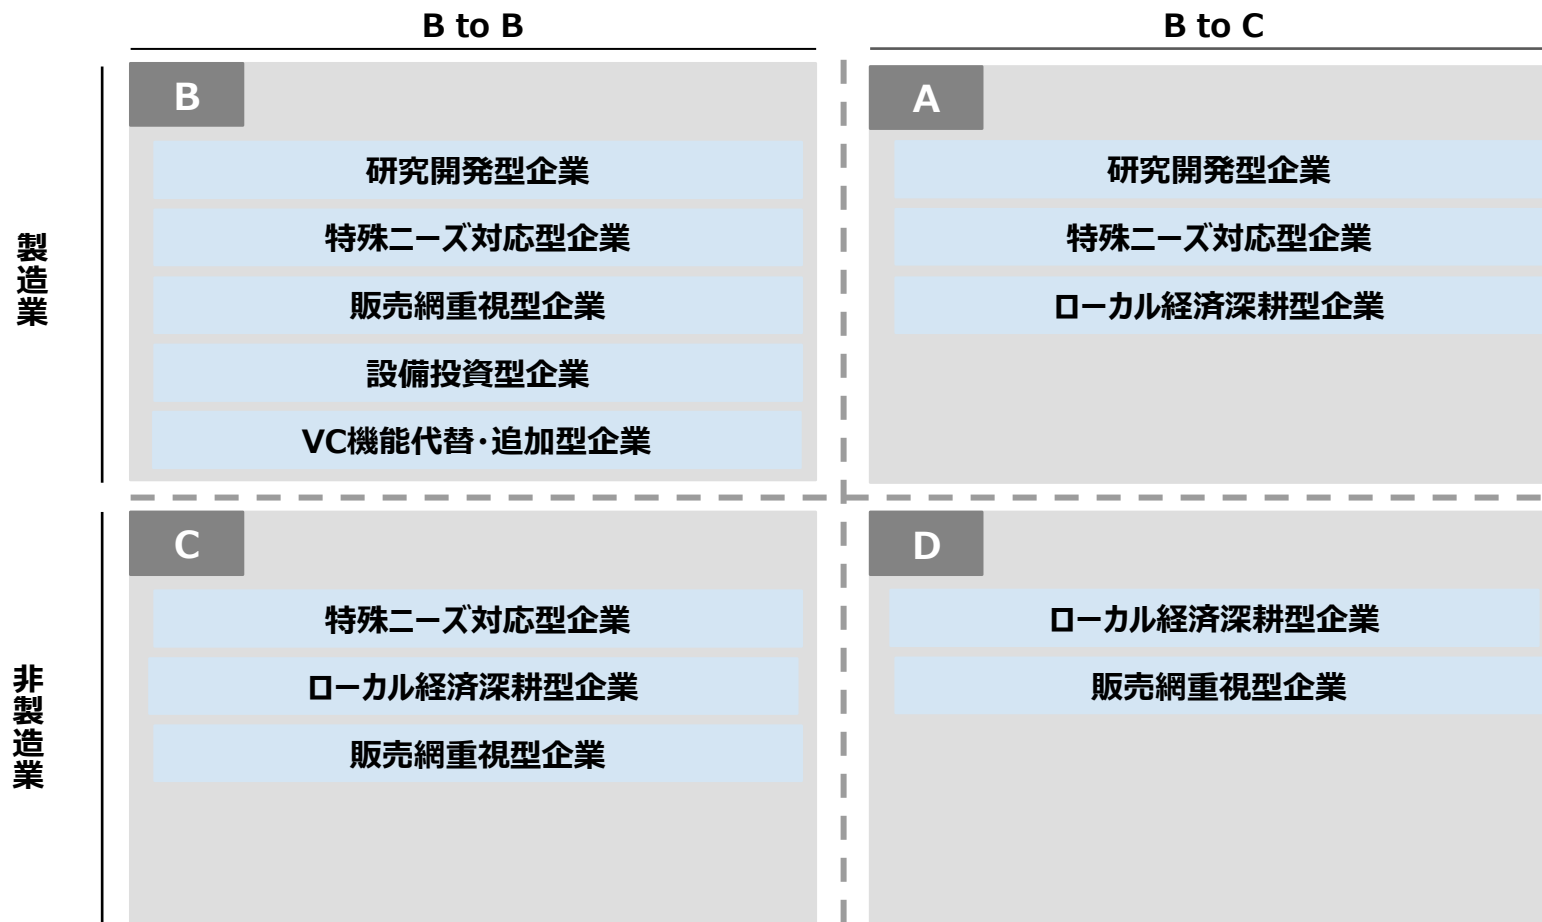 B to B
B to C
製造業
B
研究開発型企業
特殊ニーズ対応型企業
販売網重視型企業
設備投資型企業
VC機能代替・追加型企業
A
研究開発型企業
特殊ニーズ対応型企業
ローカル経済深耕型企業
非製造業
C
特殊ニーズ対応型企業
ローカル経済深耕型企業
販売網重視型企業
D
ローカル経済深耕型企業
販売網重視型企業